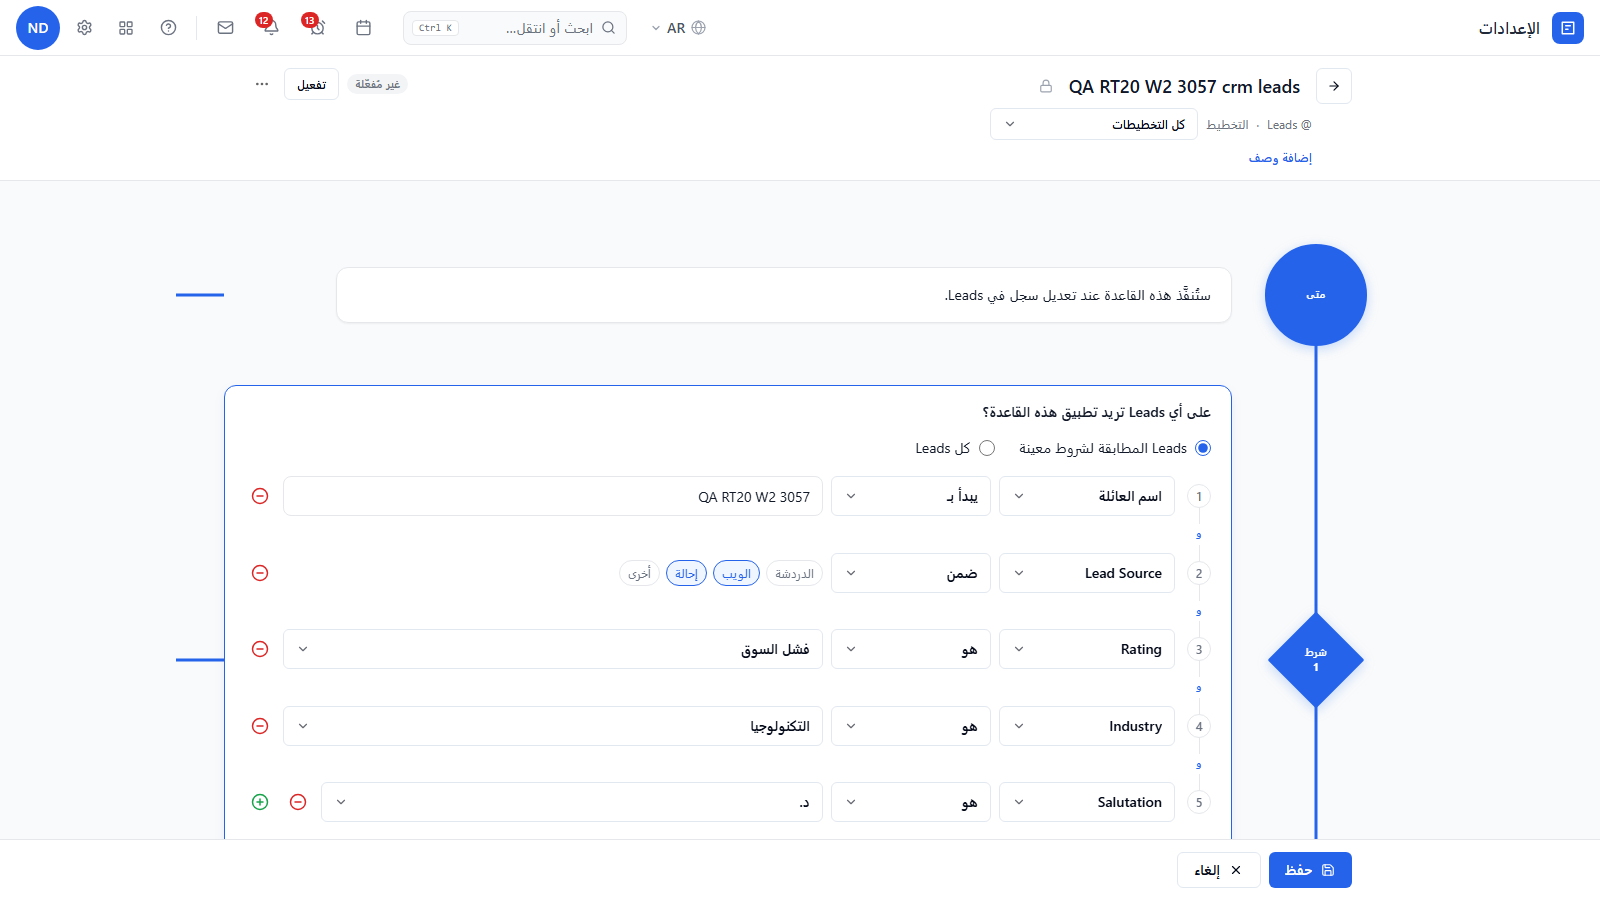 الإعدادات
AR
ابحث أو انتقل...
Ctrl K
13
12
ND
QA RT20 W2 3057 crm leads
غير مُفعّلة
تفعيل
@ Leads · التخطيط
كل التخطيطات
إضافة وصف
متى
ستُنفَّذ هذه القاعدة عند تعديل سجل في Leads.
على أي Leads تريد تطبيق هذه القاعدة؟
Leads المطابقة لشروط معينة
كل Leads
1
اسم العائلة
يبدأ بـ
QA RT20 W2 3057
و
2
Lead Source
ضمن
الدردشة
الويب
إحالة
أخرى
و
شرط
1
3
Rating
هو
فشل السوق
و
4
Industry
هو
التكنولوجيا
و
5
Salutation
هو
د.
حفظ
إلغاء